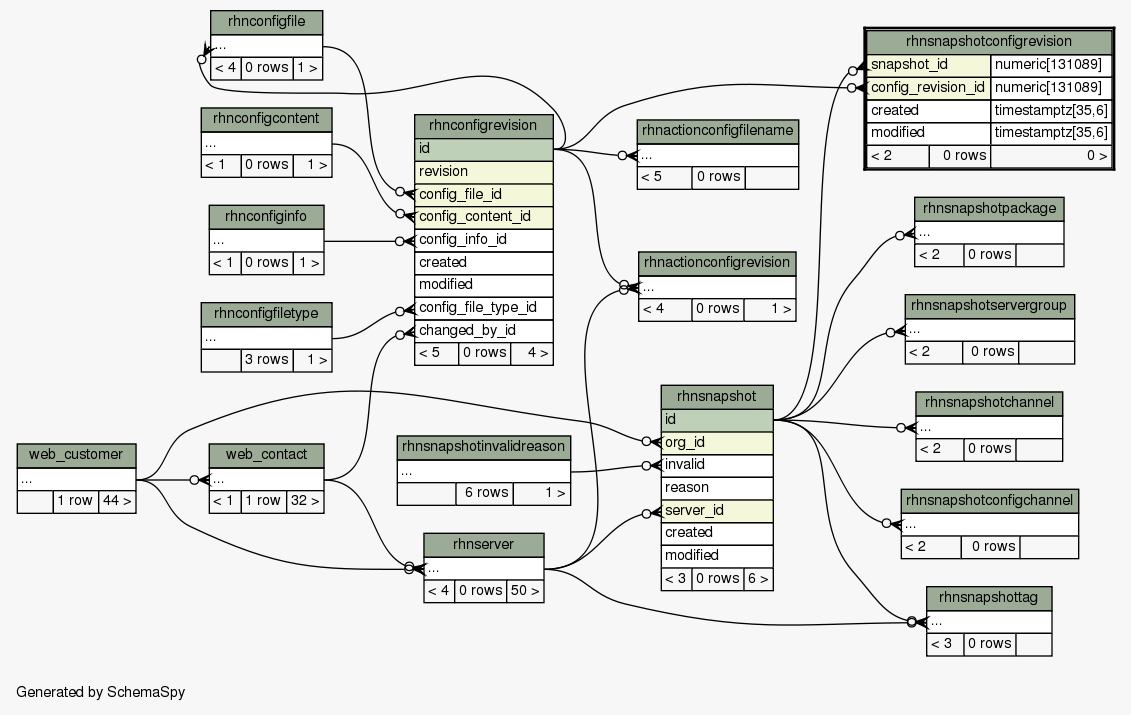 rhnconfigfile
...
< 4 0 rows 1 >
rhnconfigcontent
...
< 1 0 rows 1 >
rhnconfiginfo
...
< 1 0 rows 1 >
rhnconfigfiletype
...
3 rows 1 >
rhnconfigrevision
id
revision
config_file_id
config_content_id
config_info_id
created
modified
config_file_type_id
changed_by_id
< 5 0 rows 4 >
rhnactionconfigfilename
...
< 5 0 rows
rhnactionconfigrevision
...
< 4 0 rows 1 >
rhnsnapshotconfigrevision
snapshot_id numeric[131089]
config_revision_id numeric[131089]
created timestamptz[35,6]
modified timestamptz[35,6]
< 2 0 rows 0 >
rhnsnapshotpackage
...
< 2 0 rows
rhnsnapshotservergroup
...
< 2 0 rows
rhnsnapshotchannel
...
< 2 0 rows
rhnsnapshotconfigchannel
...
< 2 0 rows
rhnsnapshottag
...
< 3 0 rows
rhnsnapshot
id
org_id
invalid
reason
server_id
created
modified
< 3 0 rows 6 >
web_customer
...
1 row 44 >
web_contact
...
< 1 1 row 32 >
rhnsnapshotinvalidreason
...
6 rows 1 >
rhnserver
...
< 4 0 rows 50 >
Generated by SchemaSpy